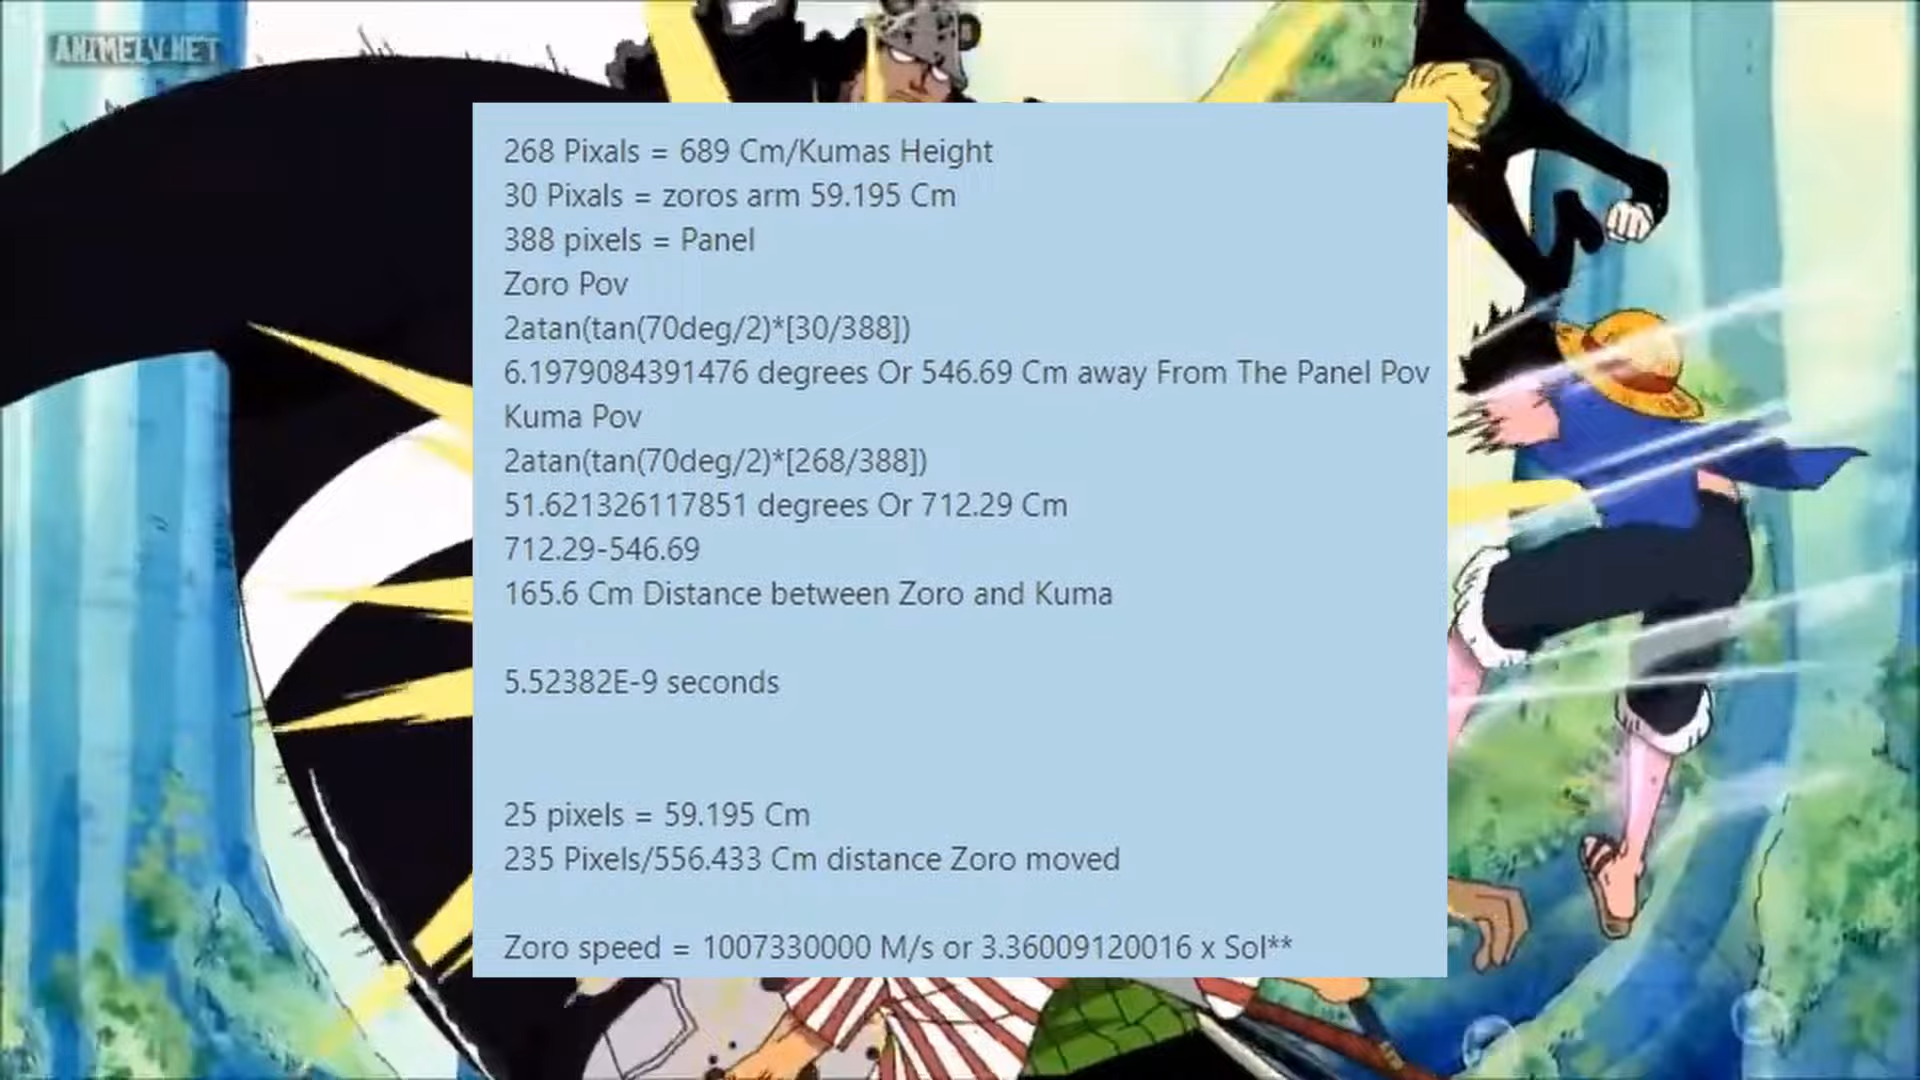 ANIMELV.NET
268 Pixals = 689 Cm/Kumas Height
30 Pixals = zoros arm 59.195 Cm
388 pixels = Panel
Zoro Pov
2atan(tan(70deg/2)*[30/388])
6.1979084391476 degrees Or 546.69 Cm away From The Panel Pov
Kuma Pov
2atan(tan(70deg/2)*[268/388])
51.621326117851 degrees Or 712.29 Cm
712.29-546.69
165.6 Cm Distance between Zoro and Kuma
5.52382E-9 seconds
25 pixels = 59.195 Cm
235 Pixels/556.433 Cm distance Zoro moved
Zoro speed = 1007330000 M/s or 3.36009120016 x Sol**